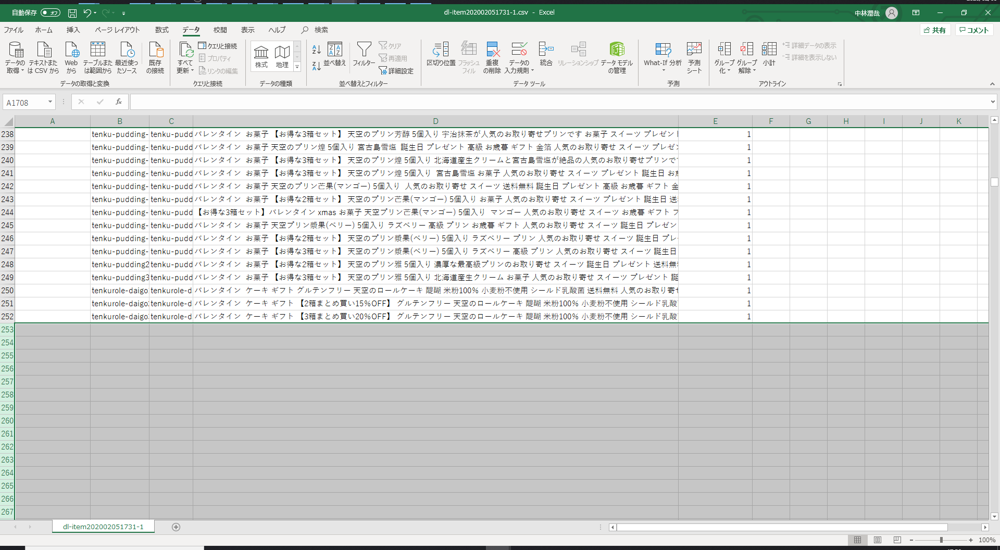 自動保存 オフ
dl-item202002051731-1.csv - Excel
中林潤哉
ファイル ホーム 挿入 ページ レイアウト 数式 データ 校閲 表示 ヘルプ 検索
共有 コメント
データの取得 テキストまたは CSV から Web から テーブルまたは範囲から 最近使ったソース 既存の接続
データの取得と変換
すべて更新 クエリと接続 プロパティ リンクの編集
クエリと接続
株式 地理
データの種類
並べ替え フィルター クリア 再適用 詳細設定
並べ替えとフィルター
区切り位置 フラッシュフィル 重複の削除 データの入力規則 統合 リレーションシップ データ モデルの管理
データ ツール
What-If 分析 予測シート
予測
グループ化 グループ解除 小計 詳細データの表示 詳細を表示しない
アウトライン
A1708 fx
A B C D E F G H I J K
238 tenku-pudding- tenku-pudd バレンタイン お菓子 【お得な3箱セット】 天空のプリン芳醇 5個入り 宇治抹茶が人気のお取り寄せプリンです お菓子 スイーツ プレゼント 1
239 tenku-pudding- tenku-pudd バレンタイン お菓子 天空のプリン煌 5個入り 宮古島雪塩 誕生日 プレゼント 高級 お歳暮 ギフト 金箔 人気のお取り寄せ スイーツ プレゼン 1
240 tenku-pudding- tenku-pudd バレンタイン お菓子 【お得な3箱セット】 天空のプリン煌 5個入り 北海道産生クリームと宮古島雪塩が絶品の人気のお取り寄せプリンで 1
241 tenku-pudding- tenku-pudd バレンタイン お菓子 【お得な3箱セット】 天空のプリン煌 5個入り 宮古島雪塩 お菓子 人気のお取り寄せ スイーツ プレゼント 誕生日 お歳 1
242 tenku-pudding- tenku-pudd バレンタイン お菓子 天空のプリン芒果(マンゴー) 5個入り 人気のお取り寄せ スイーツ 送料無料 誕生日 プレゼント 高級 お歳暮 ギフト 金 1
243 tenku-pudding- tenku-pudd バレンタイン お菓子 【お得な2箱セット】 天空のプリン芒果(マンゴー) 5個入り お菓子 人気のお取り寄せ スイーツ プレゼント 誕生日 送 1
244 tenku-pudding- tenku-pudd 【お得な3箱セット】バレンタイン xmas お菓子 天空プリン芒果(マンゴー) 5個入り マンゴー 人気のお取り寄せ スイーツ お歳暮 ギフト プ 1
245 tenku-pudding- tenku-pudd バレンタイン お菓子 天空プリン漿果(ベリー) 5個入り ラズベリー 高級 プリン お歳暮 ギフト 人気のお取り寄せ スイーツ 誕生日 プレゼン 1
246 tenku-pudding- tenku-pudd バレンタイン お菓子 【お得な2箱セット】 天空のプリン漿果(ベリー) 5個入り ラズベリー プリン 人気のお取り寄せ スイーツ 誕生日 プレ 1
247 tenku-pudding- tenku-pudd バレンタイン お菓子 【お得な3箱セット】 天空のプリン漿果(ベリー) 5個入り ラズベリー 高級 プリン 人気のお取り寄せ スイーツ 誕生日 1
248 tenku-pudding2 tenku-pudd バレンタイン お菓子 【お得な2箱セット】 天空のプリン雅 5個入り 濃厚な最高級プリンのお取り寄せ スイーツ 誕生日 プレゼント 送料無 1
249 tenku-pudding3 tenku-pudd バレンタイン お菓子 【お得な3箱セット】 天空のプリン雅 5個入り 北海道産生クリーム お菓子 人気のお取り寄せ スイーツ プレゼント 誕 1
250 tenkurole-daigo tenkurole-d バレンタイン ケーキ ギフト グルテンフリー 天空のロールケーキ 醍醐 米粉100% 小麦粉不使用 シールド乳酸菌 送料無料 人気のお取り寄せ 1
251 tenkurole-daigo tenkurole-d バレンタイン ケーキ ギフト 【2箱まとめ買い15%OFF】 グルテンフリー 天空のロールケーキ 醍醐 米粉100% 小麦粉不使用 シールド乳酸 1
252 tenkurole-daigo tenkurole-d バレンタイン ケーキ ギフト 【3箱まとめ買い20%OFF】 グルテンフリー 天空のロールケーキ 醍醐 米粉100% 小麦粉不使用 シールド乳酸 1
253
254
255
256
257
258
259
260
261
262
263
264
265
266
267
dl-item202002051731-1
100%